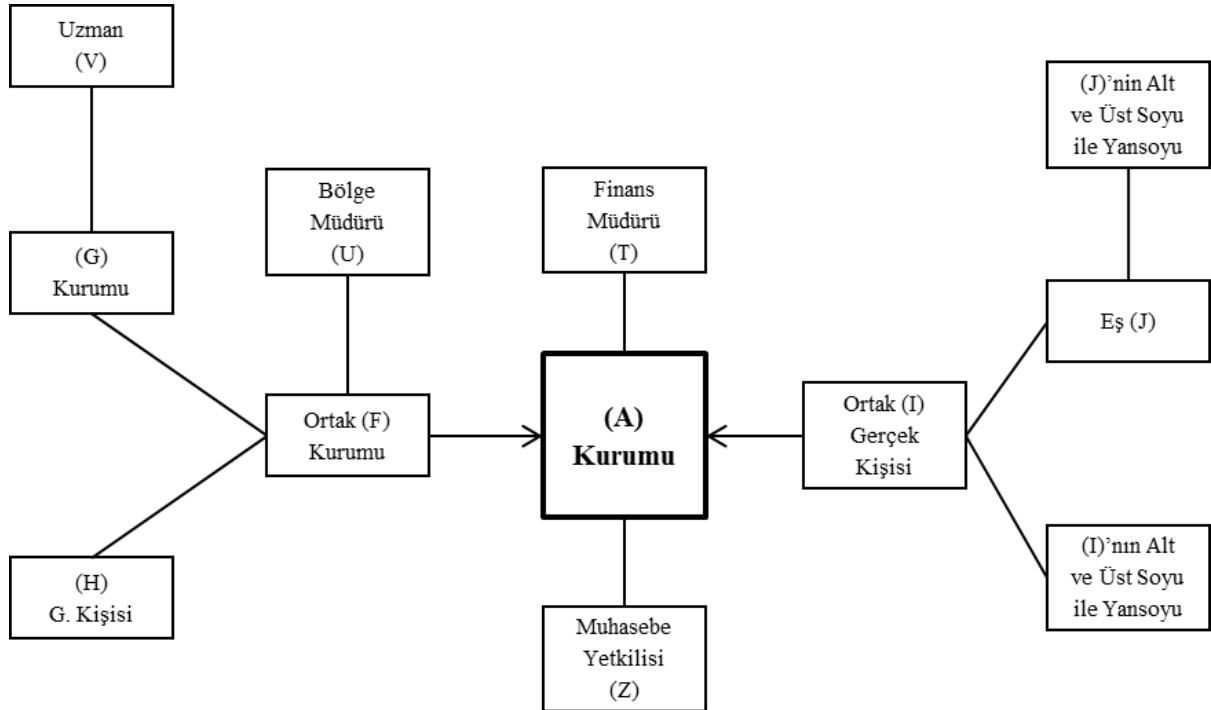 Uzman
(V)
(J)’nin Alt
ve Üst Soyu
ile Yansoyu
Bölge
Müdürü
(U)
Finans
Müdürü
(T)
(G)
Kurumu
Eş (J)
Ortak (F)
Kurumu
(A)
Kurumu
Ortak (I)
Gerçek
Kişisi
(H)
G. Kişisi
(I)’nın Alt
ve Üst Soyu
ile Yansoyu
Muhasebe
Yetkilisi
(Z)